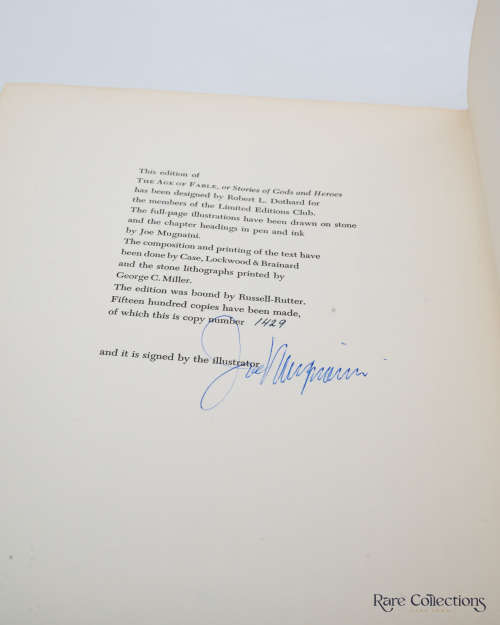 This edition of
THE AGE OF FABLE, or Stories of Gods and Heroes
has been designed by Robert L. Dothard for
the members of the Limited Editions Club.
The full-page illustrations have been drawn on stone
and the chapter headings in pen and ink
by Joe Mugnaini.
The composition and printing of the text have
been done by Case, Lockwood & Brainard
and the stone lithographs printed by
George C. Miller.
The edition was bound by Russell-Rutter.
Fifteen hundred copies have been made,
of which this is copy number 1429
and it is signed by the illustrator
Joe Mugnaini
Rare Collections